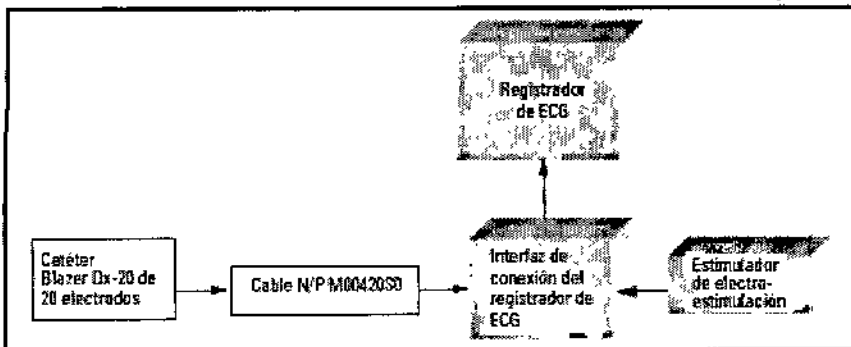 Registrador
de ECG
Catéter
Blazer Dx-20 de
20 electrodos
Cable N/P M00420S0
Interfaz de
conexión del
registrador de
ECG
Estimulador
de electro-
estimulación